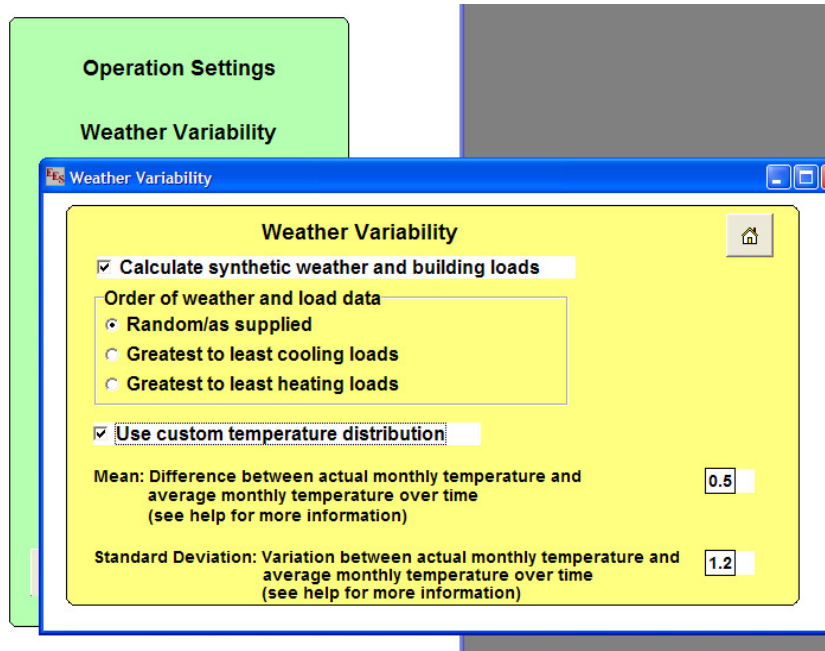 Operation Settings
Weather Variability
EES Weather Variability
Weather Variability
Calculate synthetic weather and building loads
Order of weather and load data
Random/as supplied
Greatest to least cooling loads
Greatest to least heating loads
Use custom temperature distribution
Mean: Difference between actual monthly temperature and 0.5
average monthly temperature over time
(see help for more information)
Standard Deviation: Variation between actual monthly temperature and 1.2
average monthly temperature over time
(see help for more information)